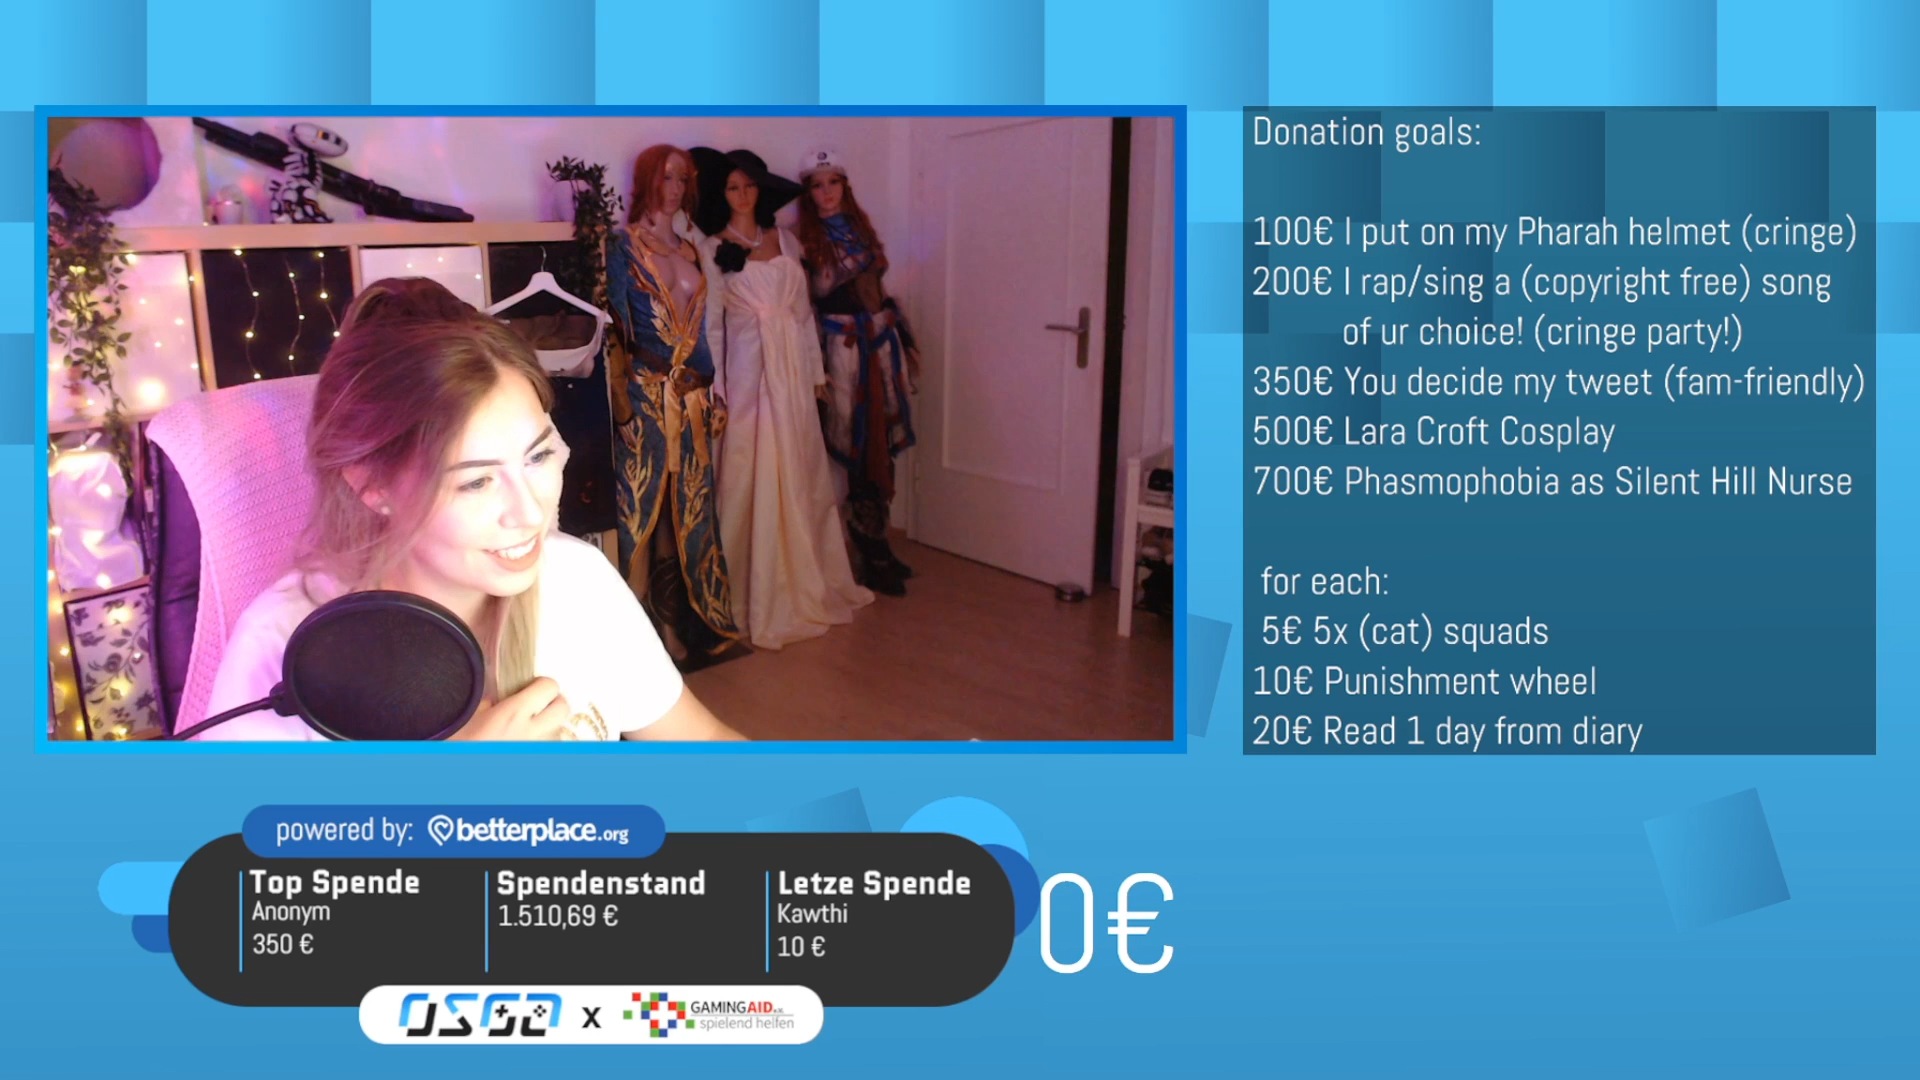 Donation goals:
100€ I put on my Pharah helmet (cringe)
200€ I rap/sing a (copyright free) song
of ur choice! (cringe party!)
350€ You decide my tweet (fam-friendly)
500€ Lara Croft Cosplay
700€ Phasmophobia as Silent Hill Nurse
for each:
5€ 5x (cat) squads
10€ Punishment wheel
20€ Read 1 day from diary
powered by: betterplace.org
Top Spende
Anonym
350 €
Spendenstand
1.510,69 €
Letze Spende
Kawthi
10 €
0€
x
GAMINGAID e.V.
spielend helfen